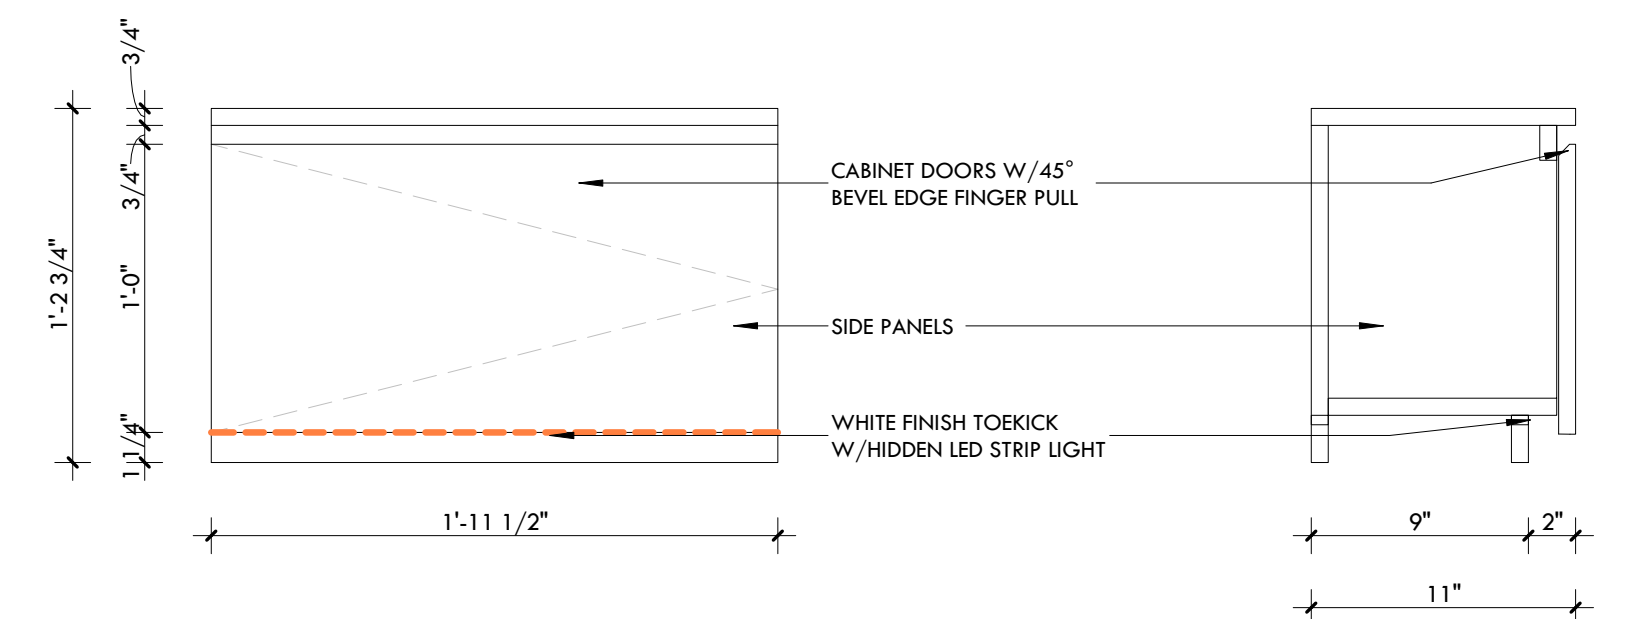 3/4"
3/4"
1'-2 3/4"
1'-0"
1 1/4"
CABINET DOORS W/45°
BEVEL EDGE FINGER PULL
SIDE PANELS
WHITE FINISH TOEKICK
W/HIDDEN LED STRIP LIGHT
1'-11 1/2"
9"
2"
11"